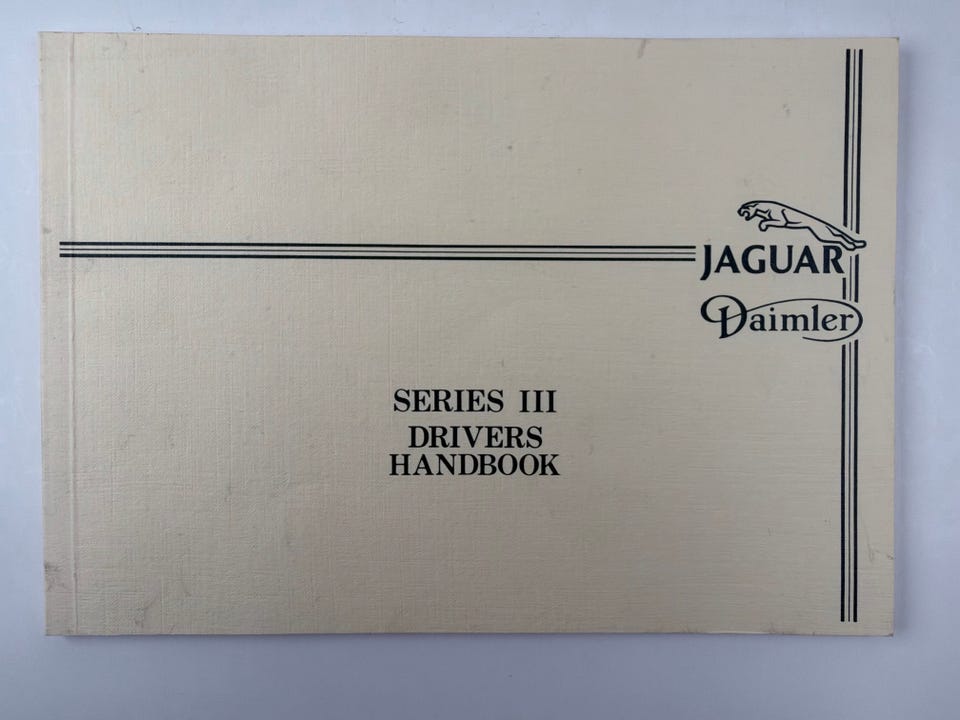 JAGUAR
Daimler
SERIES III
DRIVERS
HANDBOOK